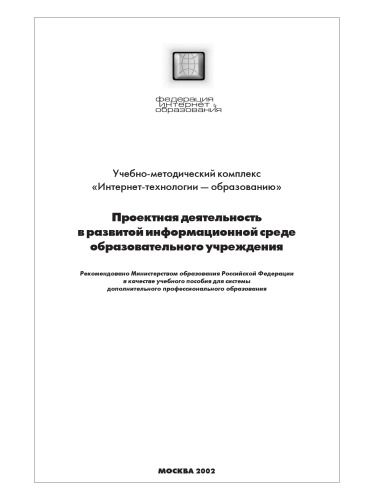 федерация
интернет
образования
Учебно-методический комплекс
«Интернет-технологии — образованию»
Проектная деятельность
в развитой информационной среде
образовательного учреждения
Рекомендовано Министерством образования Российской Федерации
в качестве учебного пособия для системы
дополнительного профессионального образования
МОСКВА 2002